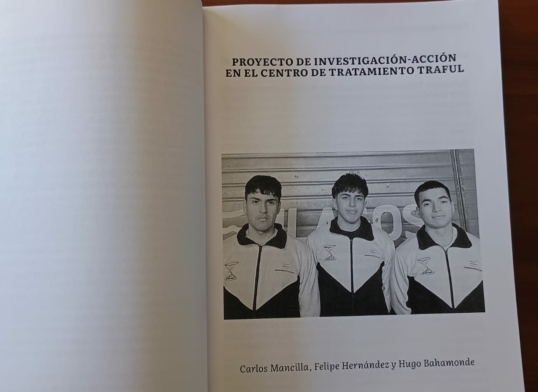 PROYECTO DE INVESTIGACIÓN-ACCIÓN
EN EL CENTRO DE TRATAMIENTO TRAFUL
Carlos Mancilla, Felipe Hernández y Hugo Bahamonde